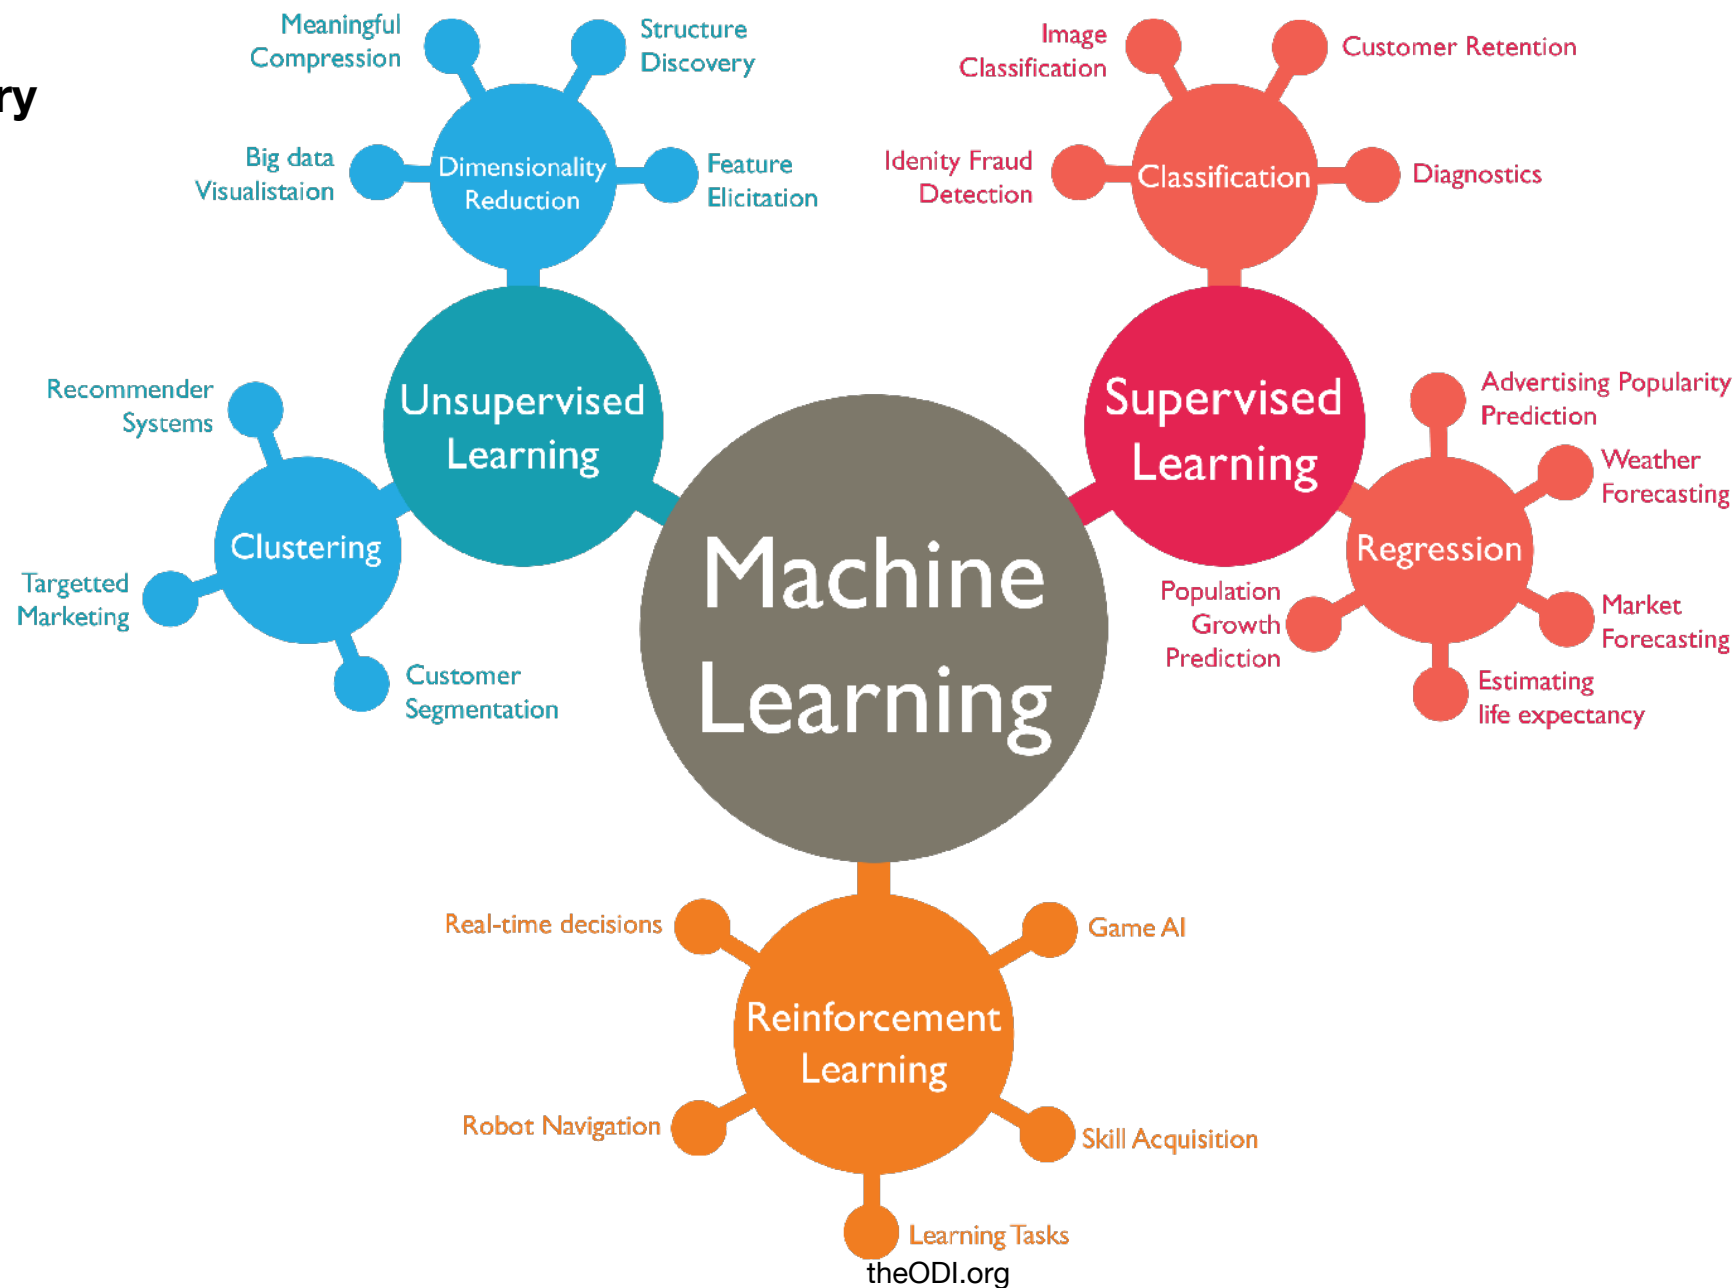 ry
Meaningful
Compression
Structure
Discovery
Big data
Visualistaion
Dimensionality
Reduction
Feature
Elicitation
Image
Classification
Customer Retention
Idenity Fraud
Detection
Classification
Diagnostics
Unsupervised
Learning
Supervised
Learning
Recommender
Systems
Clustering
Targetted
Marketing
Customer
Segmentation
Advertising Popularity
Prediction
Weather
Forecasting
Regression
Population
Growth
Prediction
Market
Forecasting
Estimating
life expectancy
Machine
Learning
Real-time decisions
Game AI
Reinforcement
Learning
Robot Navigation
Skill Acquisition
Learning Tasks
theODI.org